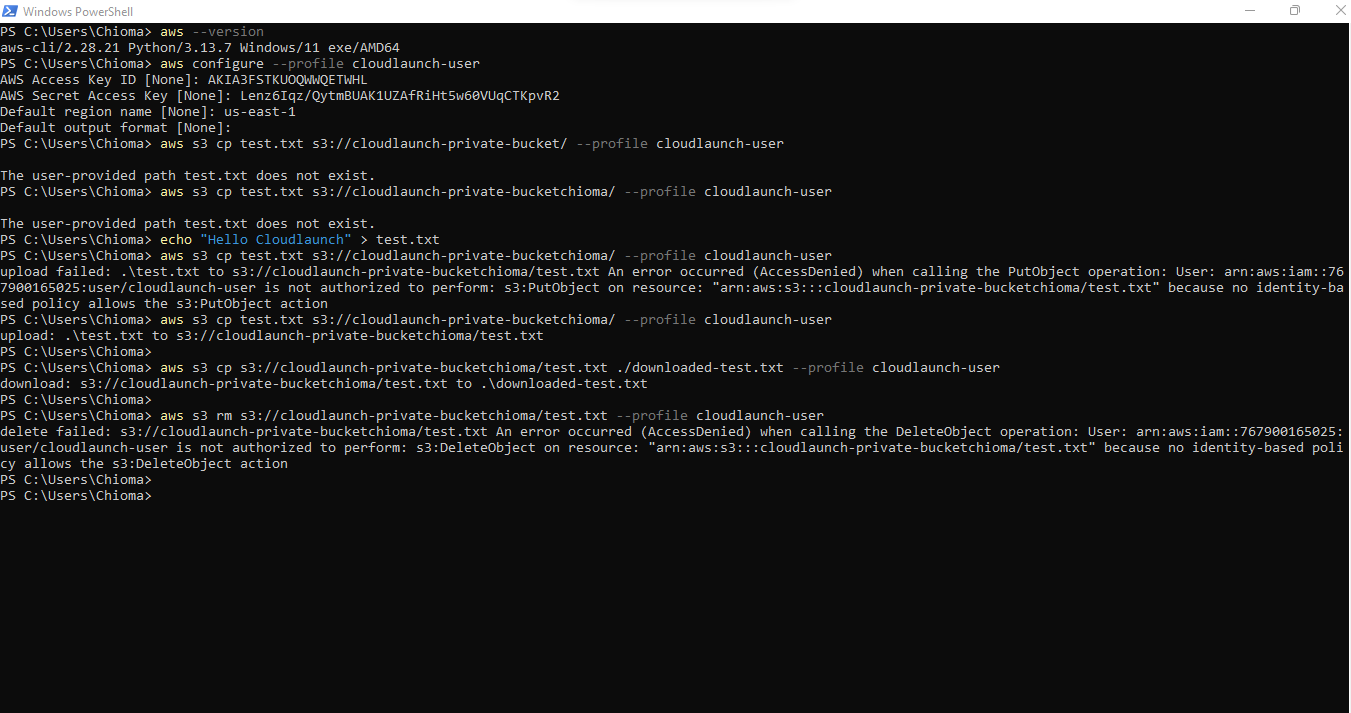 Windows PowerShell
PS C:\Users\Chioma> aws --version
aws-cli/2.28.21 Python/3.13.7 Windows/11 exe/AMD64
PS C:\Users\Chioma> aws configure --profile cloudlaunch-user
AWS Access Key ID [None]: AKIA3FSTKUOQWWQETWHL
AWS Secret Access Key [None]: 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
Default region name [None]: us-east-1
Default output format [None]:
PS C:\Users\Chioma> aws s3 cp test.txt s3://cloudlaunch-private-bucket/ --profile cloudlaunch-user
The user-provided path test.txt does not exist.
PS C:\Users\Chioma> aws s3 cp test.txt s3://cloudlaunch-private-bucketchioma/ --profile cloudlaunch-user
The user-provided path test.txt does not exist.
PS C:\Users\Chioma> echo "Hello Cloudlaunch" > test.txt
PS C:\Users\Chioma> aws s3 cp test.txt s3://cloudlaunch-private-bucketchioma/ --profile cloudlaunch-user
upload failed: .\test.txt to s3://cloudlaunch-private-bucketchioma/test.txt An error occurred (AccessDenied) when calling the PutObject operation: User: arn:aws:iam::76
7900165025:user/cloudlaunch-user is not authorized to perform: s3:PutObject on resource: "arn:aws:s3:::cloudlaunch-private-bucketchioma/test.txt" because no identity-ba
sed policy allows the s3:PutObject action
PS C:\Users\Chioma> aws s3 cp test.txt s3://cloudlaunch-private-bucketchioma/ --profile cloudlaunch-user
upload: .\test.txt to s3://cloudlaunch-private-bucketchioma/test.txt
PS C:\Users\Chioma>
PS C:\Users\Chioma> aws s3 cp s3://cloudlaunch-private-bucketchioma/test.txt ./downloaded-test.txt --profile cloudlaunch-user
download: s3://cloudlaunch-private-bucketchioma/test.txt to .\downloaded-test.txt
PS C:\Users\Chioma>
PS C:\Users\Chioma> aws s3 rm s3://cloudlaunch-private-bucketchioma/test.txt --profile cloudlaunch-user
delete failed: s3://cloudlaunch-private-bucketchioma/test.txt An error occurred (AccessDenied) when calling the DeleteObject operation: User: arn:aws:iam::767900165025:
user/cloudlaunch-user is not authorized to perform: s3:DeleteObject on resource: "arn:aws:s3:::cloudlaunch-private-bucketchioma/test.txt" because no identity-based poli
cy allows the s3:DeleteObject action
PS C:\Users\Chioma>
PS C:\Users\Chioma>